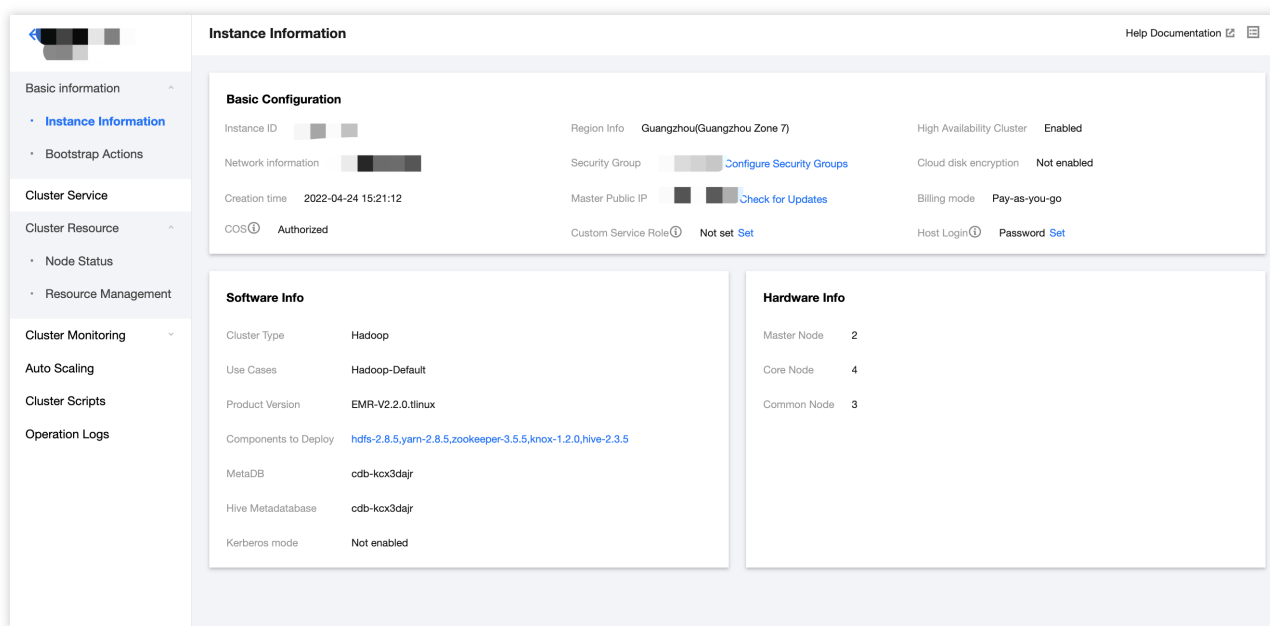 Instance Information
Help Documentation
Basic information
Instance Information
Bootstrap Actions
Cluster Service
Cluster Resource
Node Status
Resource Management
Cluster Monitoring
Auto Scaling
Cluster Scripts
Operation Logs
Basic Configuration
Instance ID
Region Info Guangzhou(Guangzhou Zone 7)
High Availability Cluster Enabled
Network information
Security Group Configure Security Groups
Cloud disk encryption Not enabled
Creation time 2022-04-24 15:21:12
Master Public IP Check for Updates
Billing mode Pay-as-you-go
COS Authorized
Custom Service Role Not set Set
Host Login Password Set
Software Info
Cluster Type Hadoop
Use Cases Hadoop-Default
Product Version EMR-V2.2.0.tlinux
Components to Deploy hdfs-2.8.5,yarn-2.8.5,zookeeper-3.5.5,knox-1.2.0,hive-2.3.5
MetaDB cdb-kcx3dajr
Hive Metadatabase cdb-kcx3dajr
Kerberos mode Not enabled
Hardware Info
Master Node 2
Core Node 4
Common Node 3